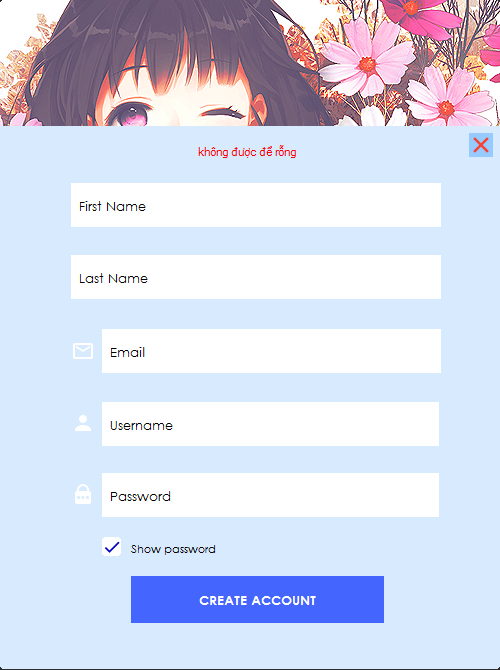 không được để rỗng
First Name
Last Name
Email
Username
Password
Show password
CREATE ACCOUNT